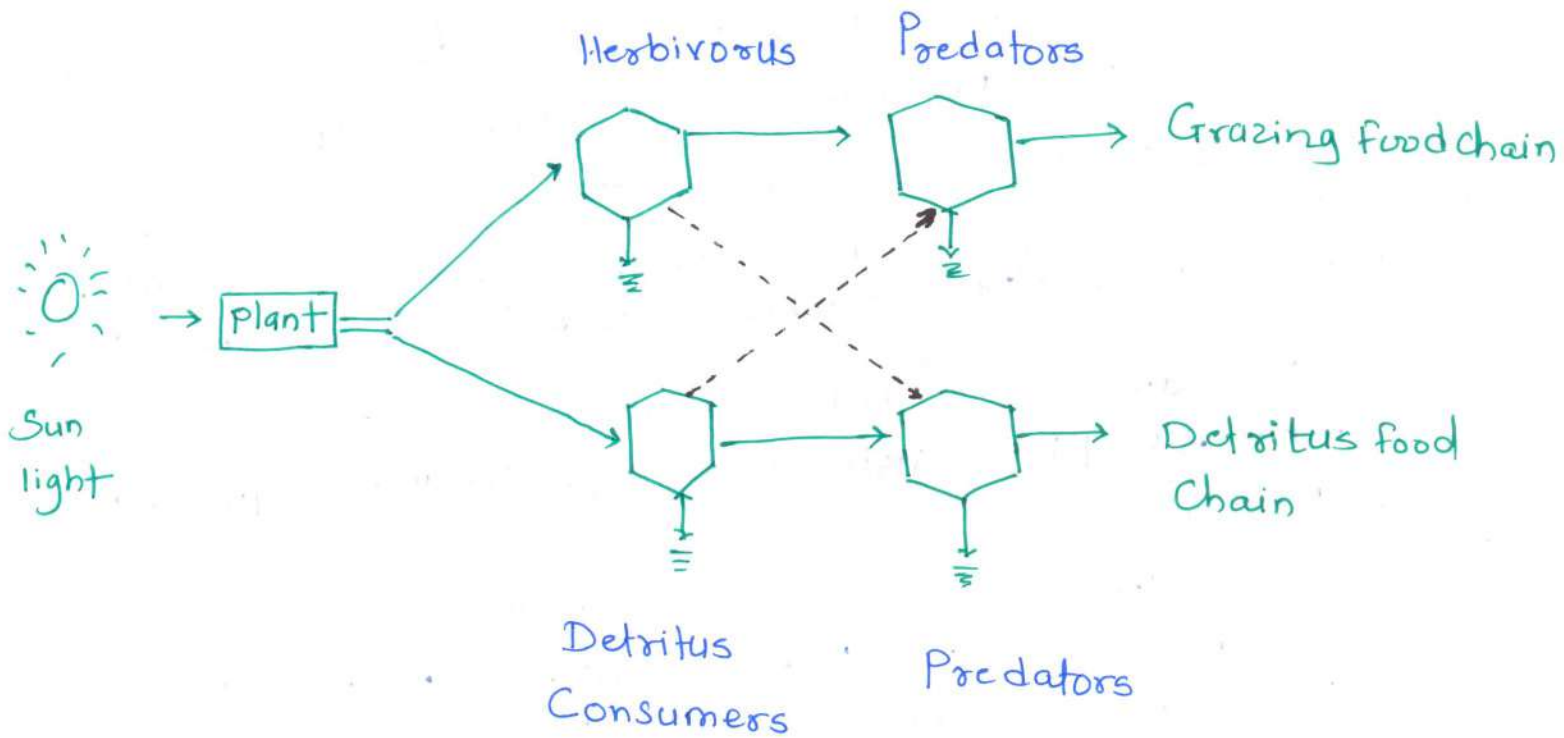 Herbivorus
Predators
Grazing food chain
plant
Sun
light
Detritus food
Chain
Detritus
Consumers
Predators